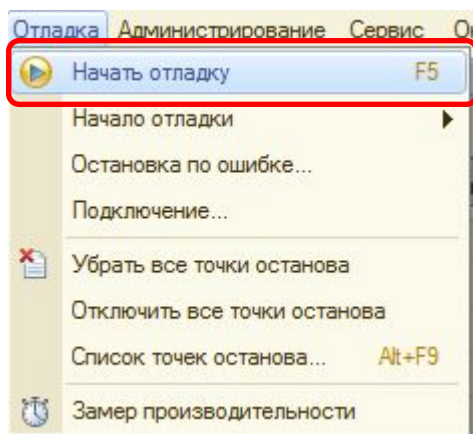 Отладка Администрирование Сервис
Начать отладку F5
Начало отладки
Остановка по ошибке...
Подключение...
Убрать все точки останова
Отключить все точки останова
Список точек останова... Alt+F9
Замер производительности